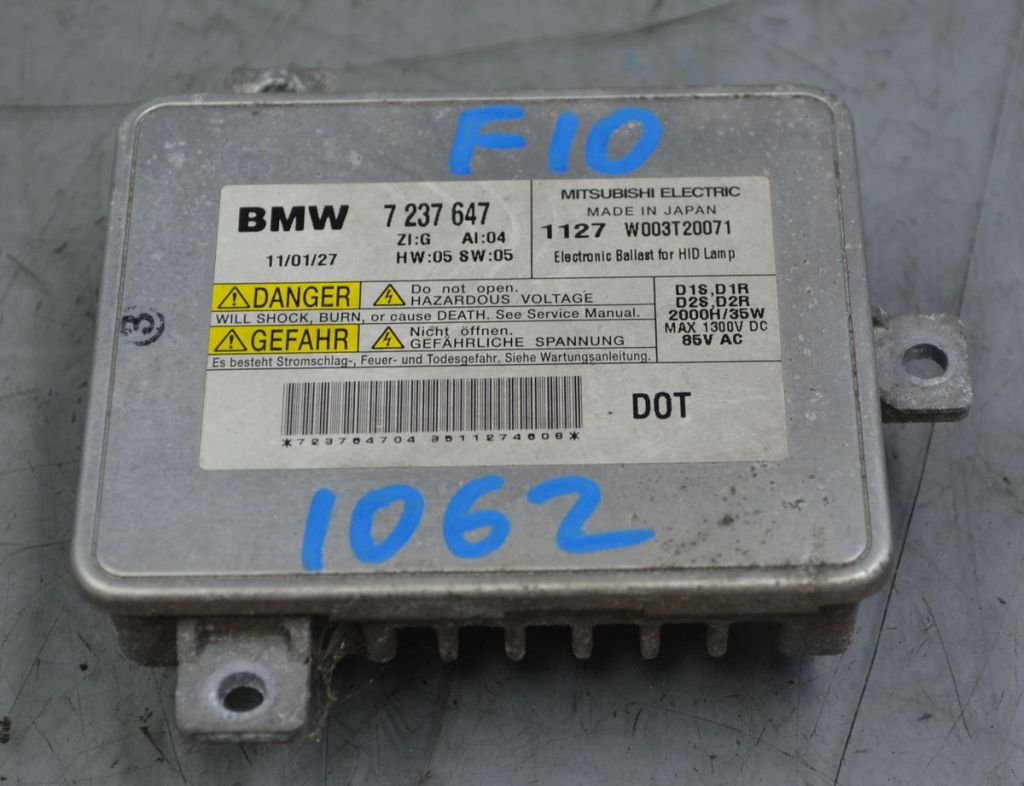 F10
BMW 7 237 647
ZI:G AI:04
11/01/27 HW:05 SW:05
MITSUBISHI ELECTRIC
MADE IN JAPAN
1127 W003T20071
Electronic Ballast for HID Lamp
DANGER Do not open.
HAZARDOUS VOLTAGE
WILL SHOCK, BURN, or cause DEATH. See Service Manual.
GEFAHR Nicht öffnen.
GEFÄHRLICHE SPANNUNG
Es besteht Stromschlag-, Feuer- und Todesgefahr. Siehe Wartungsanleitung.
D1S,D1R
D2S,D2R
2000H/35W
MAX 1300V DC
85V AC
3
*723764704 3611274608*
DOT
1062